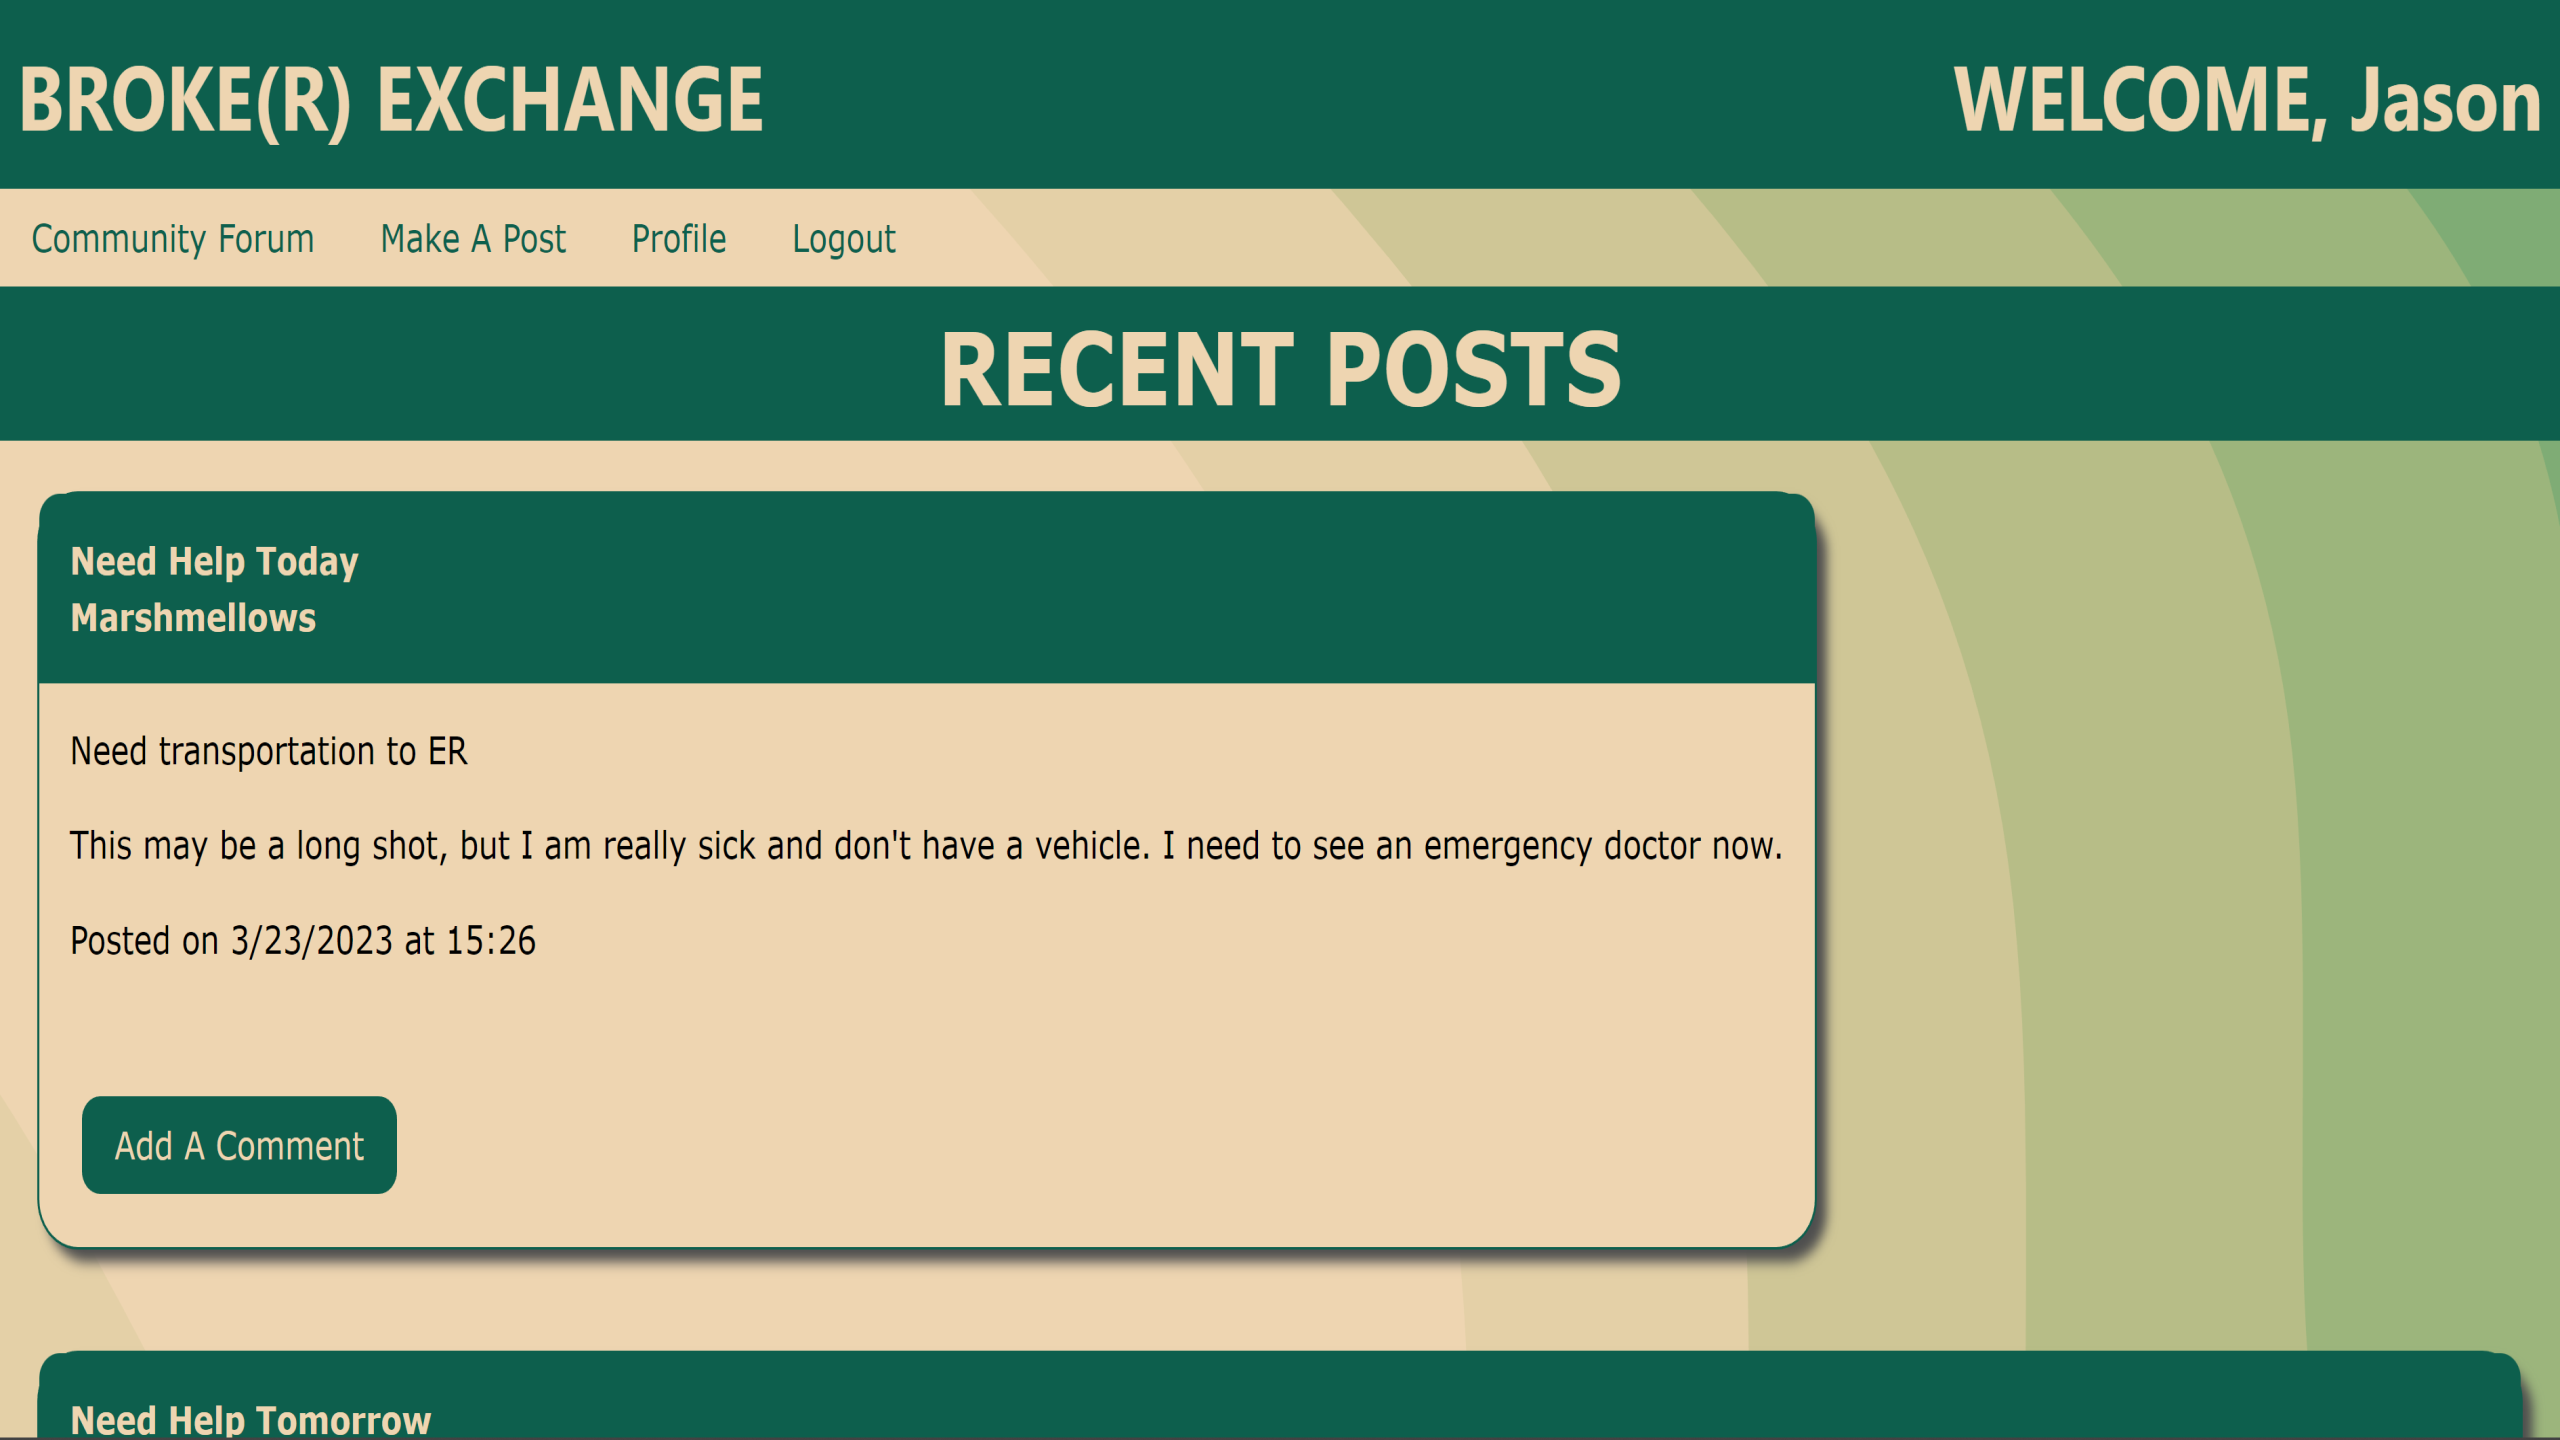 BROKE(R) EXCHANGE
WELCOME, Jason
Community Forum
Make A Post
Profile
Logout
RECENT POSTS
Need Help Today
Marshmellows
Need transportation to ER
This may be a long shot, but I am really sick and don't have a vehicle. I need to see an emergency doctor now.
Posted on 3/23/2023 at 15:26
Add A Comment
Need Help Tomorrow